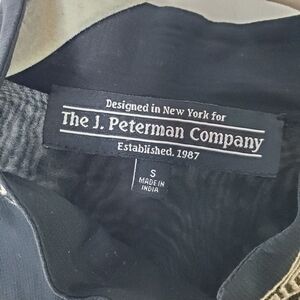 Designed in New York for
The J. Peterman Company
Established. 1987
S
MADE IN
INDIA